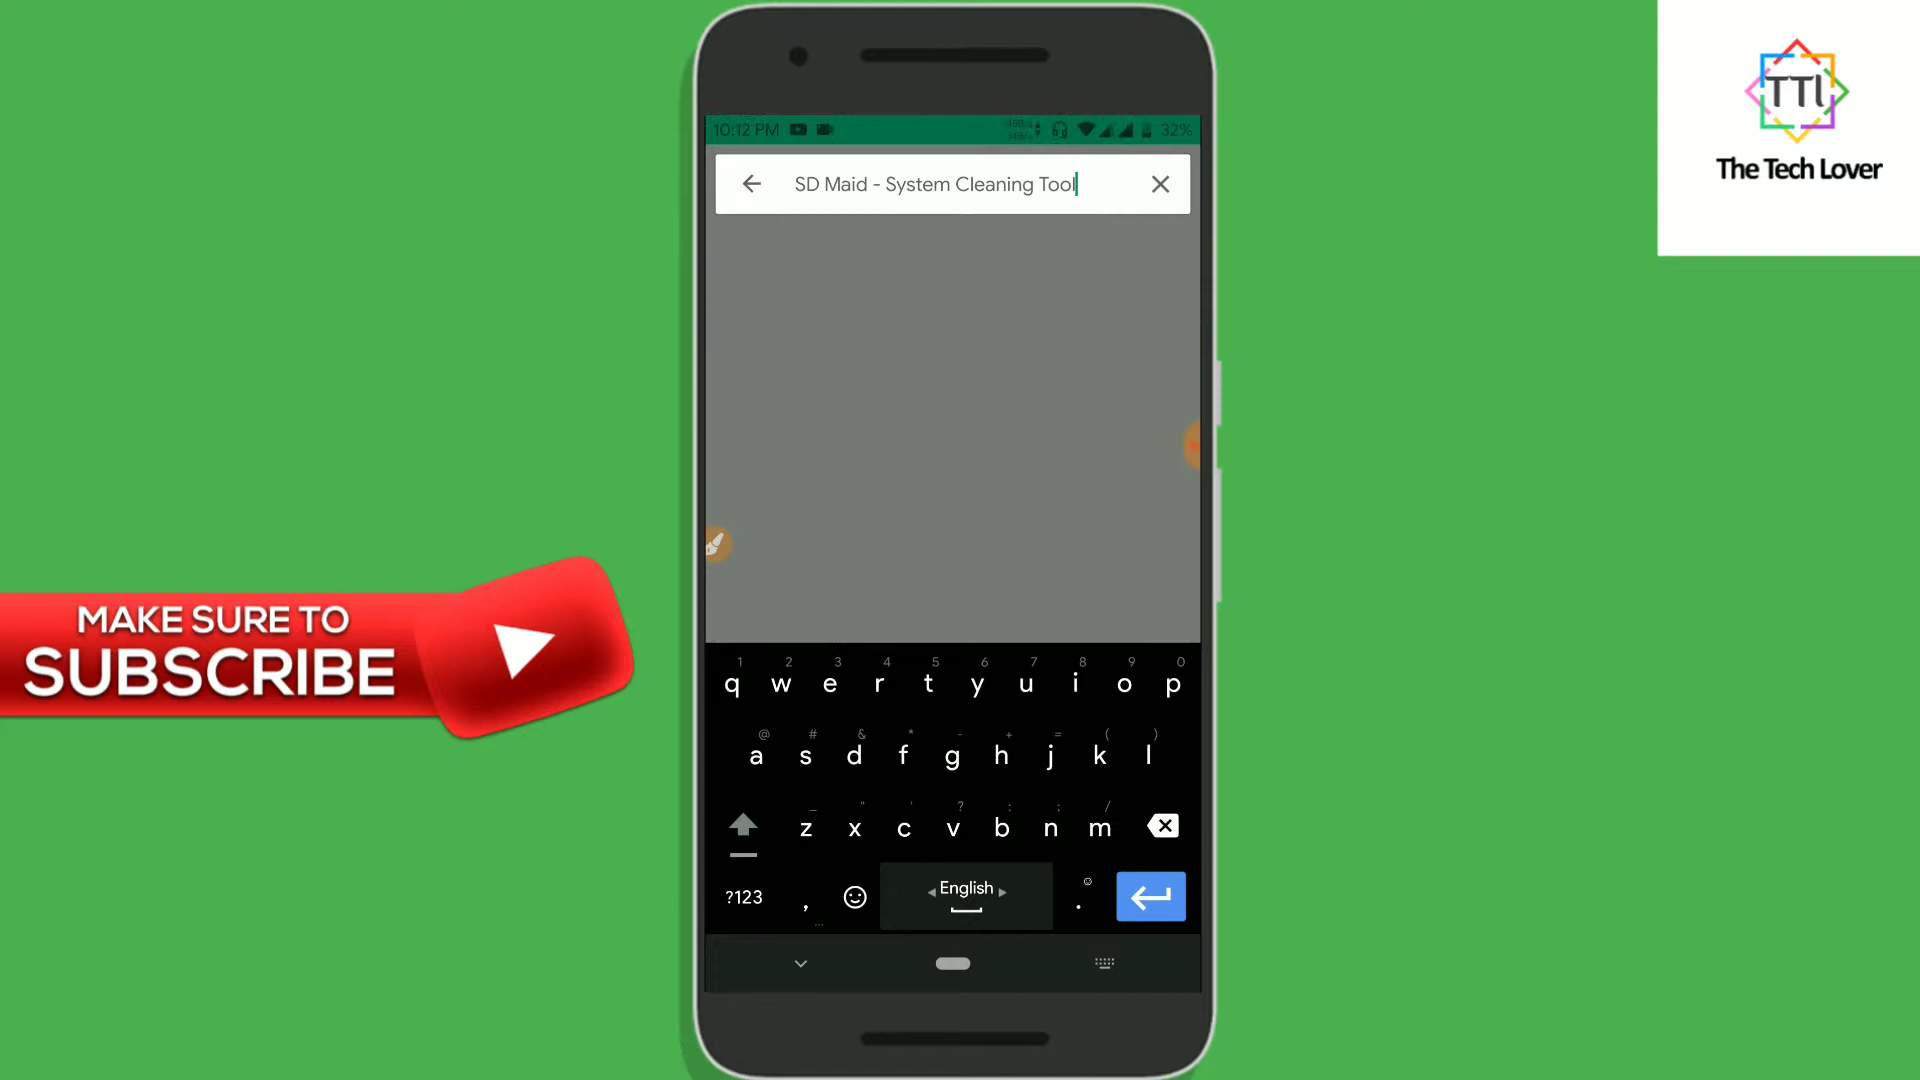 TTL
The Tech Lover
10:12 PM
32%
SD Maid - System Cleaning Tool
MAKE SURE TO
SUBSCRIBE
1 2 3 4 5 6 7 8 9 0
q w e r t y u i o p
@ # & * - + = ( )
a s d f g h j k l
_ " ' ? : ; /
z x c v b n m
?123 , English .